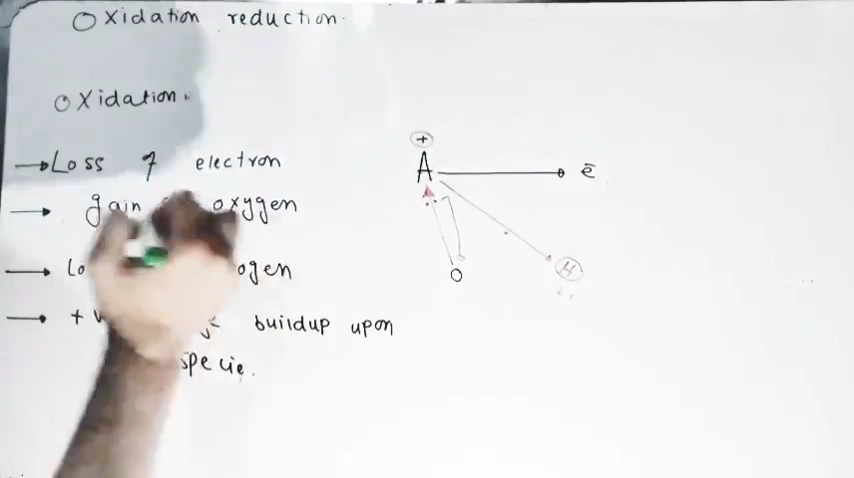 Oxidation reduction.
Oxidation.
→ Loss of electron
→ gain oxygen
→ ogen
→ + buildup upon
specie.
+
A → ē
H
O